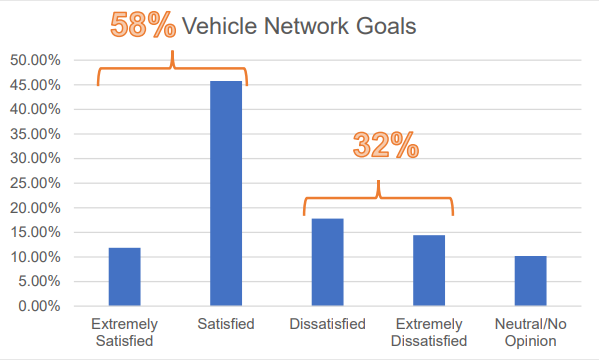 58% Vehicle Network Goals
50.00%
45.00%
40.00%
35.00%
32%
30.00%
25.00%
20.00%
15.00%
10.00%
5.00%
0.00%
Extremely
Satisfied
Satisfied
Dissatisfied
Extremely
Dissatisfied
Neutral/No
Opinion